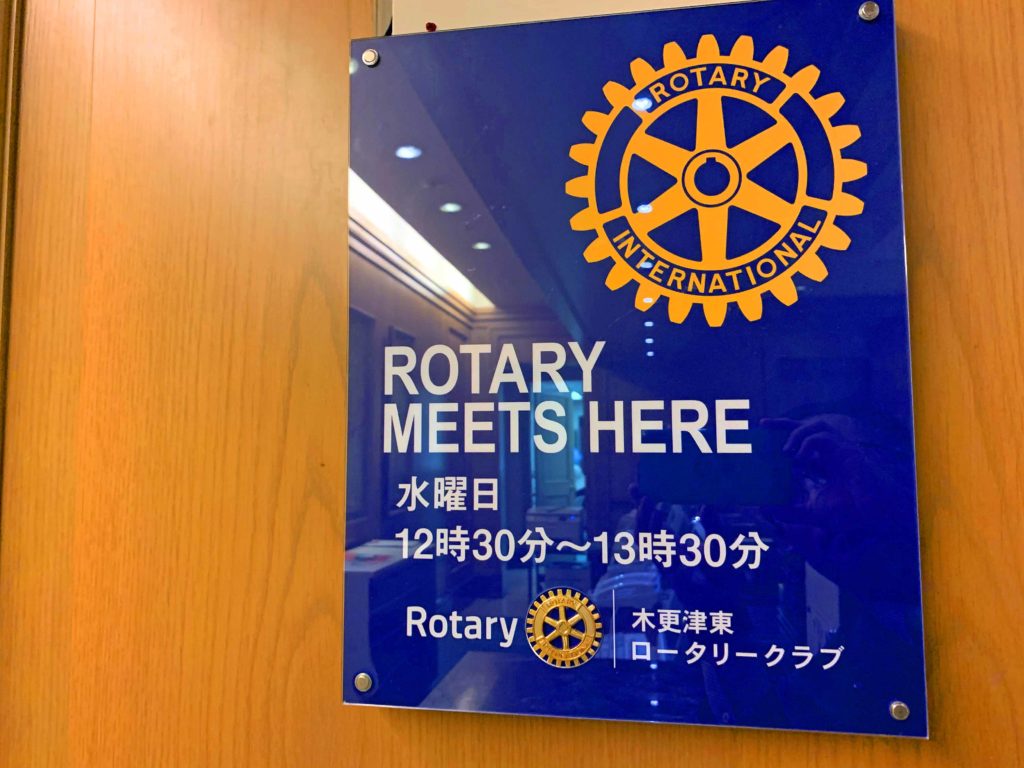 ROTARY
INTERNATIONAL
ROTARY
MEETS HERE
水曜日
12時30分～13時30分
Rotary
木更津東
ロータリークラブ